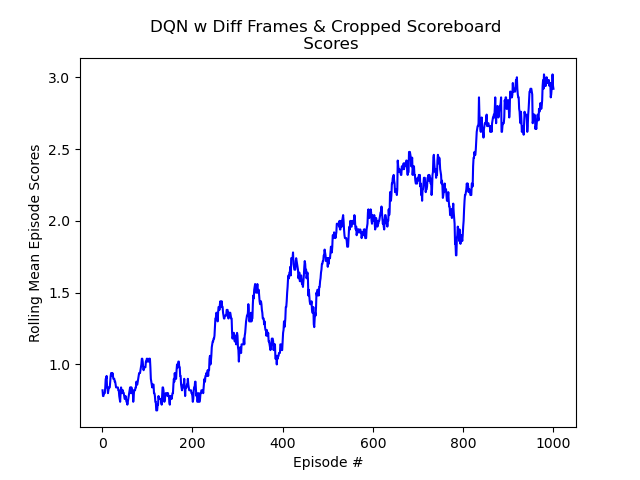 DQN w Diff Frames & Cropped Scoreboard
Scores
3.0
2.5
2.0
1.5
1.0
Rolling Mean Episode Scores
0 200 400 600 800 1000
Episode #